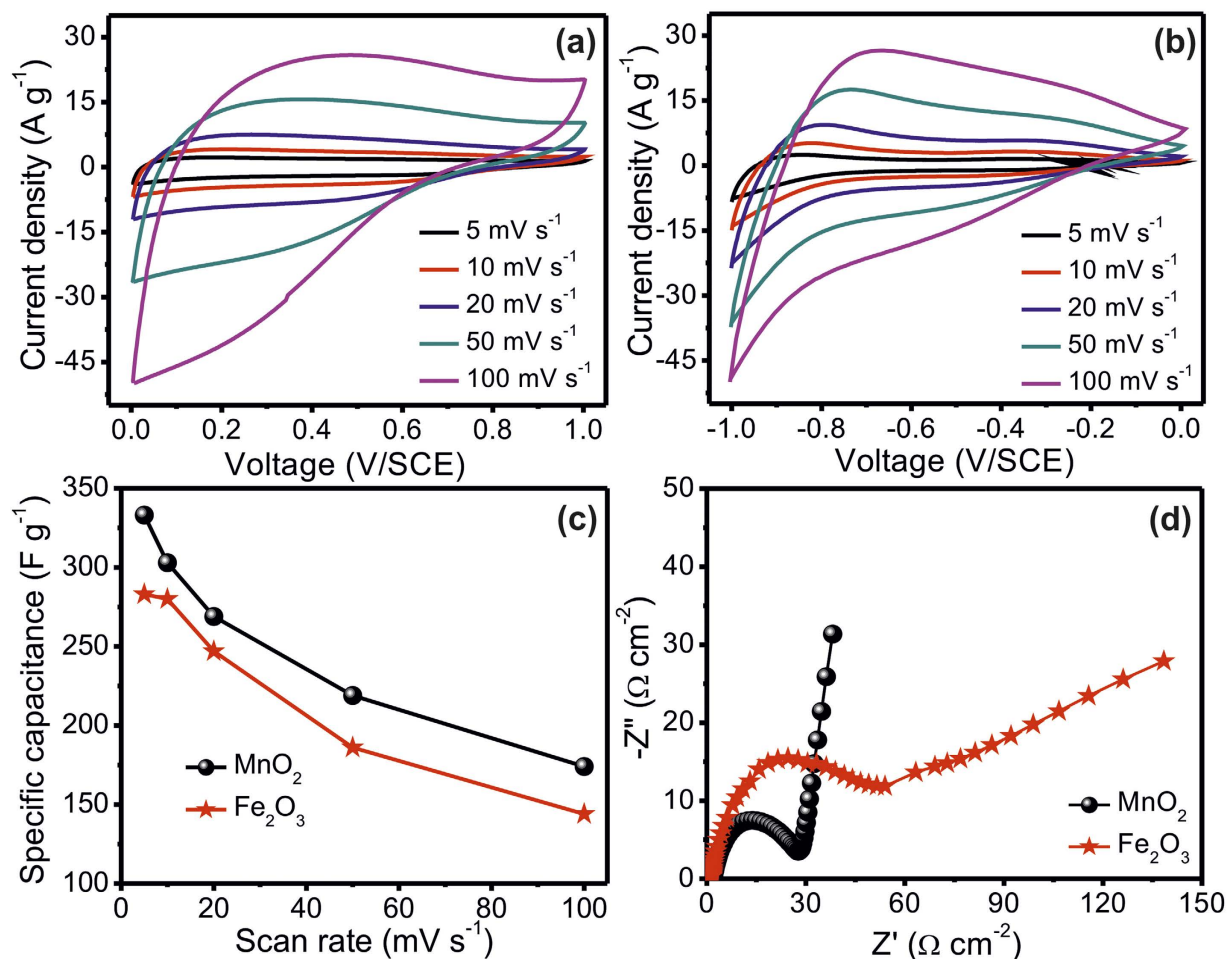 (a)
Current density (A g⁻¹)
30
15
0
-15
-30
-45
5 mV s⁻¹
10 mV s⁻¹
20 mV s⁻¹
50 mV s⁻¹
100 mV s⁻¹
0.0 0.2 0.4 0.6 0.8 1.0
Voltage (V/SCE)
(b)
Current density (A g⁻¹)
30
15
0
-15
-30
-45
5 mV s⁻¹
10 mV s⁻¹
20 mV s⁻¹
50 mV s⁻¹
100 mV s⁻¹
-1.0 -0.8 -0.6 -0.4 -0.2 0.0
Voltage (V/SCE)
(c)
Specific capacitance (F g⁻¹)
350
300
250
200
150
100
MnO₂
Fe₂O₃
0 20 40 60 80 100
Scan rate (mV s⁻¹)
(d)
-Z'' (Ω cm⁻²)
50
40
30
20
10
0
MnO₂
Fe₂O₃
0 30 60 90 120 150
Z' (Ω cm⁻²)